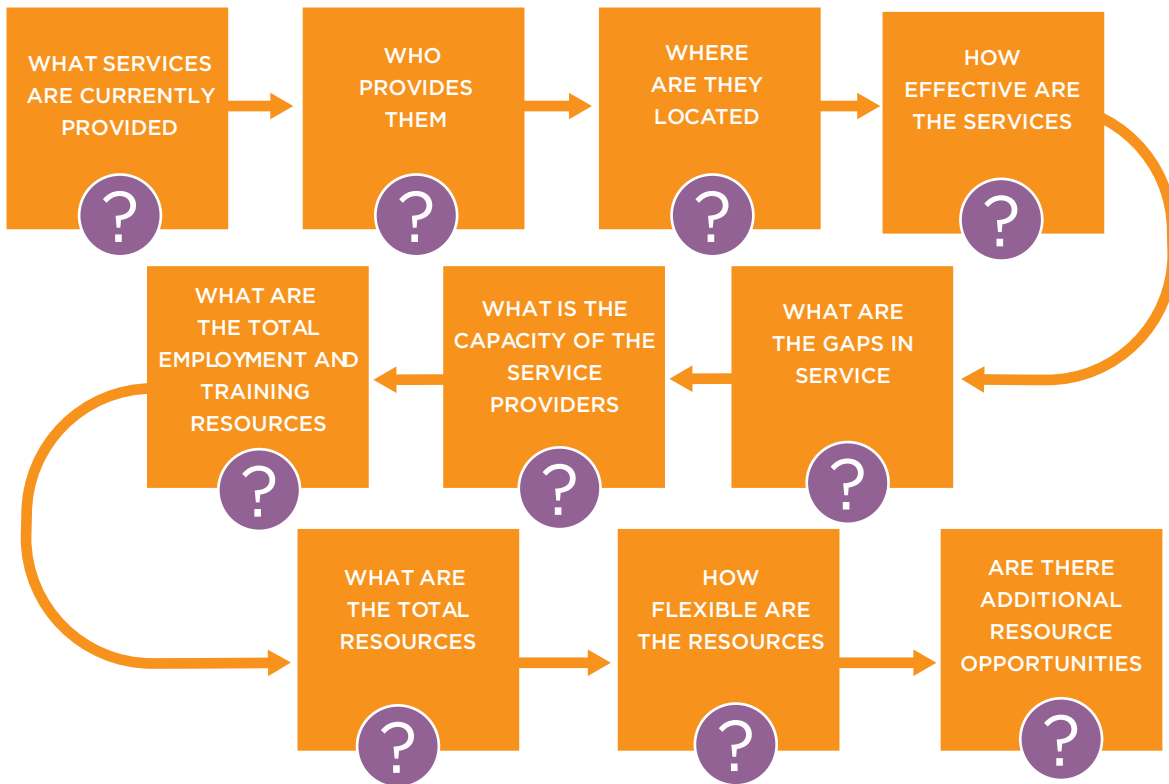 WHAT SERVICES
ARE CURRENTLY
PROVIDED
?
WHO
PROVIDES
THEM
?
WHERE
ARE THEY
LOCATED
?
HOW
EFFECTIVE ARE
THE SERVICES
?
WHAT ARE
THE GAPS IN
SERVICE
?
WHAT IS THE
CAPACITY OF THE
SERVICE
PROVIDERS
?
WHAT ARE
THE TOTAL
EMPLOYMENT AND
TRAINING
RESOURCES
?
WHAT ARE
THE TOTAL
RESOURCES
?
HOW
FLEXIBLE ARE
THE RESOURCES
?
ARE THERE
ADDITIONAL
RESOURCE
OPPORTUNITIES
?